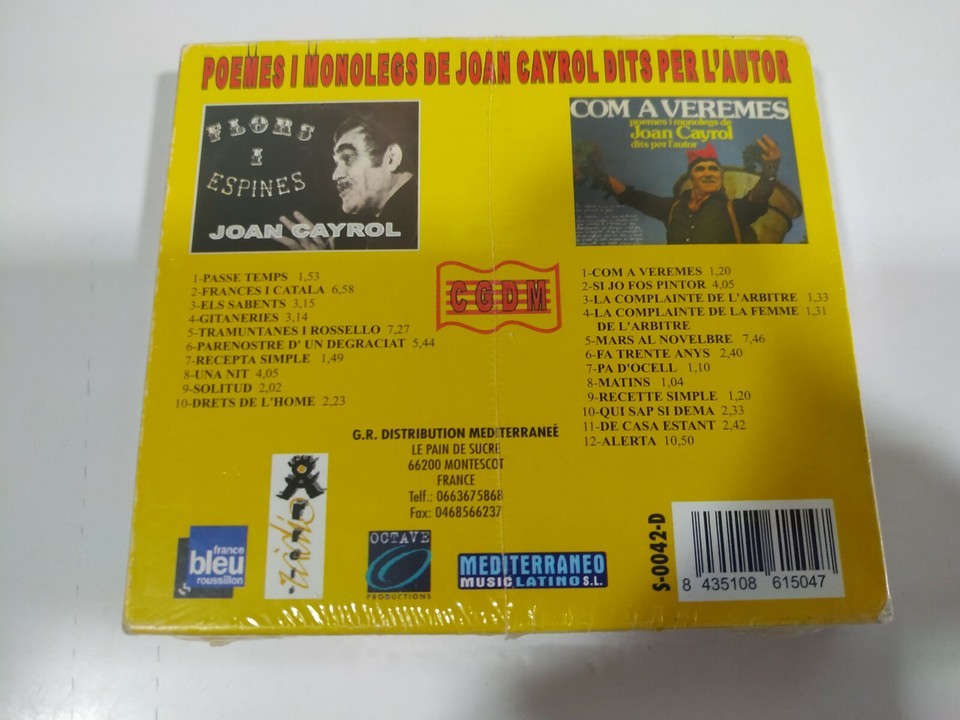 POEMES I MONOLEGS DE JOAN CAYROL DITS PER L'AUTOR
FLORS
I
ESPINES
JOAN CAYROL
COM A VEREMES
poemes i monolegs de
Joan Cayrol
dits per l'autor
1-PASSE TEMPS 1,53
2-FRANCES I CATALA 6,58
3-ELS SABENTS 3,15
4-GITANERIES 3,14
5-TRAMUNTANES I ROSSELLO 7,27
6-PARENOSTRE D' UN DEGRACIAT 5,44
7-RECEPTA SIMPLE 1,49
8-UNA NIT 4,05
9-SOLITUD 2,02
10-DRETS DE L'HOME 2,23
CGDM
1-COM A VEREMES 1,20
2-SI JO FOS PINTOR 4,05
3-LA COMPLAINTE DE L'ARBITRE 1,33
4-LA COMPLAINTE DE LA FEMME 1,31
DE L'ARBITRE
5-MARS AL NOVELBRE 7,46
6-FA TRENTE ANYS 2,40
7-PA D'OCELL 1,10
8-MATINS 1,04
9-RECETTE SIMPLE 1,20
10-QUI SAP SI DEMA 2,33
11-DE CASA ESTANT 2,42
12-ALERTA 10,50
G.R. DISTRIBUTION MEDITERRANEÉ
LE PAIN DE SUCRE
66200 MONTESCOT
FRANCE
Telf.: 0663675868
Fax: 0468566237
france
bleu
roussillon
OCTAVE
PRODUCTIONS
MEDITERRANEO
MUSIC LATINO S.L.
S-0042-D
8 435108 615047